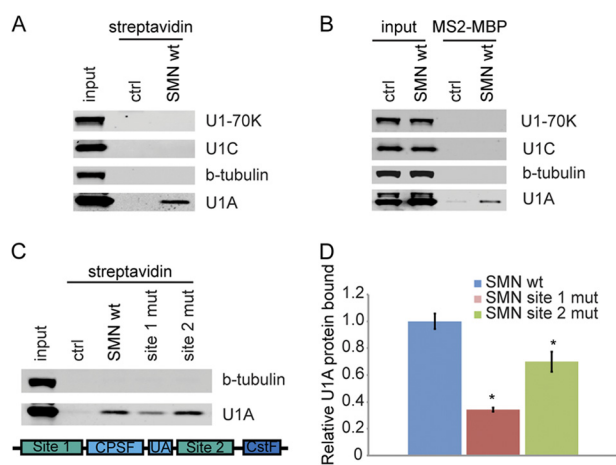 A
streptavidin
input
ctrl
SMN wt
U1-70K
U1C
b-tubulin
U1A
B
input MS2-MBP
ctrl
SMN wt
ctrl
SMN wt
U1-70K
U1C
b-tubulin
U1A
C
streptavidin
input
ctrl
SMN wt
site 1 mut
site 2 mut
b-tubulin
U1A
Site 1 CPSF UA Site 2 CstF
D
Relative U1A protein bound
SMN wt
SMN site 1 mut
SMN site 2 mut
1.2
1.0
0.8
0.6
0.4
0.2
0
*
*